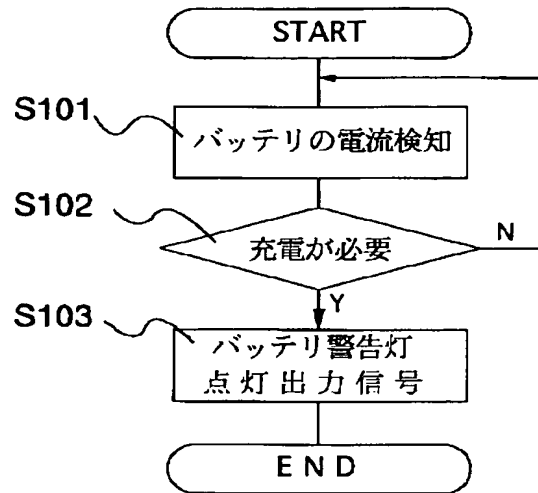 START
S101
バッテリの電流検知
S102
充電が必要
N
Y
S103
バッテリ警告灯
点灯出力信号
END